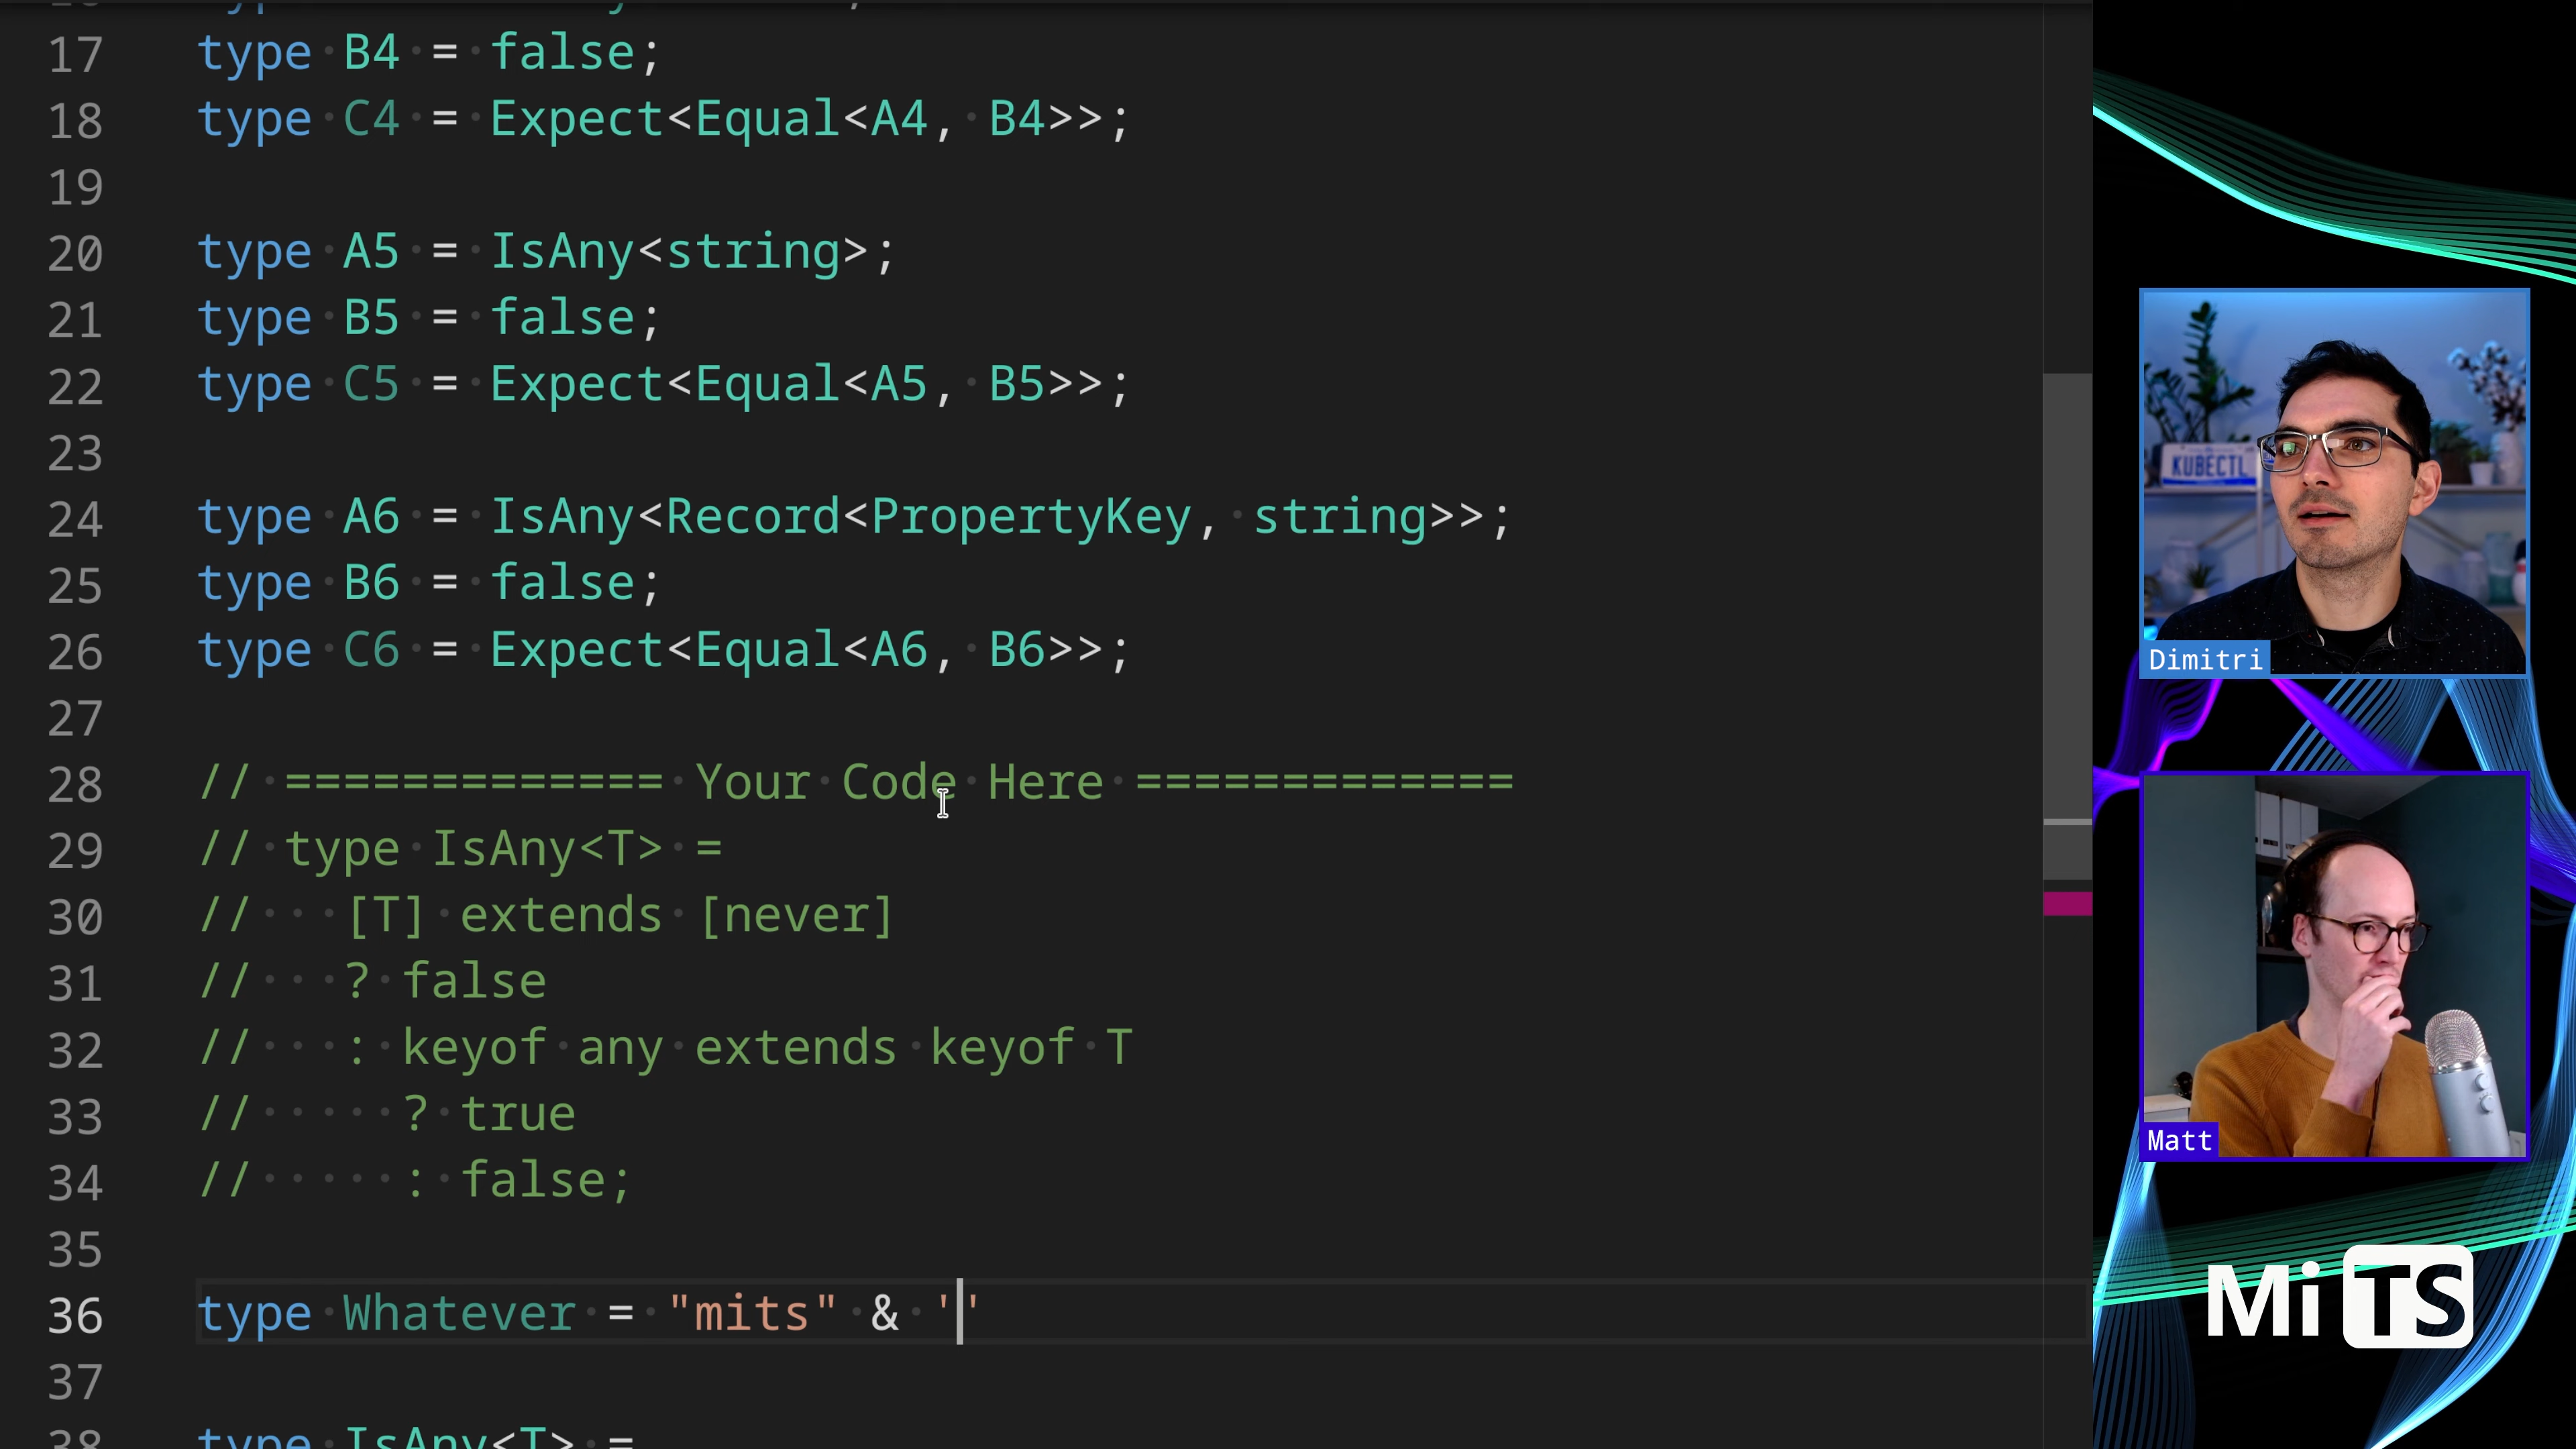 17 type B4 = false;
18 type C4 = Expect<Equal<A4, B4>>;
19
20 type A5 = IsAny<string>;
21 type B5 = false;
22 type C5 = Expect<Equal<A5, B5>>;
23
24 type A6 = IsAny<Record<PropertyKey, string>>;
25 type B6 = false;
26 type C6 = Expect<Equal<A6, B6>>;
27
28 // ============= Your Code Here =============
29 // type IsAny<T> =
30 //   [T] extends [never]
31 //   ? false
32 //   : keyof any extends keyof T
33 //     ? true
34 //     : false;
35
36 type Whatever = "mits" & ''
37
38 type IsAny<T> =
KUBECTL
Dimitri
Matt
MiTS